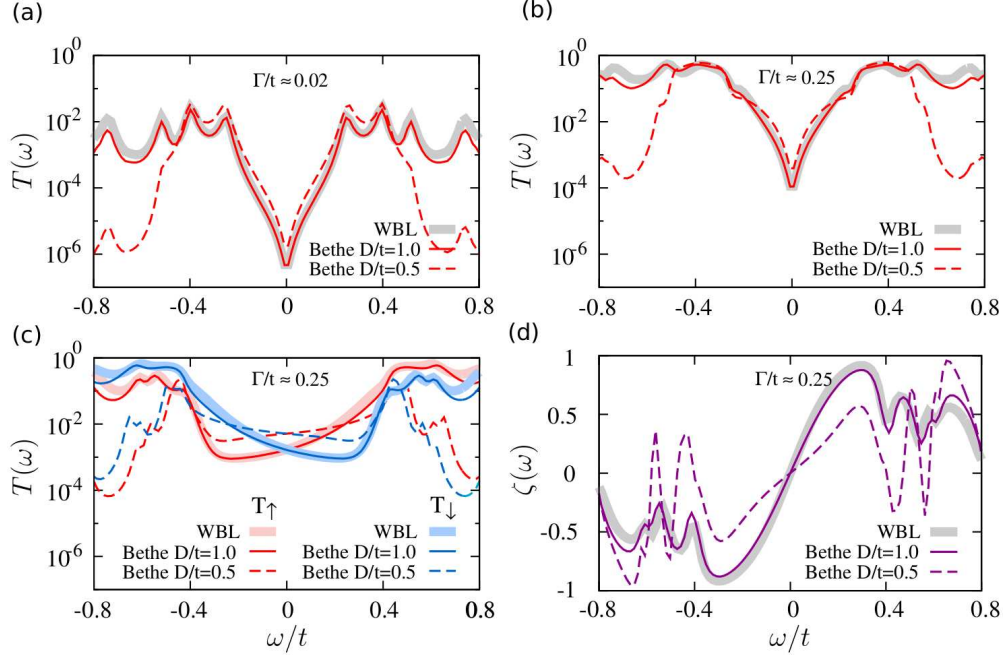 (a)
T(ω)
10^0
10^-2
10^-4
10^-6
Γ/t ≈ 0.02
WBL
Bethe D/t=1.0
Bethe D/t=0.5
-0.8 -0.4 0 0.4 0.8
(b)
T(ω)
10^0
10^-2
10^-4
10^-6
Γ/t ≈ 0.25
WBL
Bethe D/t=1.0
Bethe D/t=0.5
-0.8 -0.4 0 0.4 0.8
(c)
T(ω)
10^0
10^-2
10^-4
10^-6
Γ/t ≈ 0.25
T↑ T↓
WBL WBL
Bethe D/t=1.0 Bethe D/t=1.0
Bethe D/t=0.5 Bethe D/t=0.5
-0.8 -0.4 0 0.4 0.8
ω/t
(d)
ζ(ω)
1
0.5
0
-0.5
-1
Γ/t ≈ 0.25
WBL
Bethe D/t=1.0
Bethe D/t=0.5
-0.8 -0.4 0 0.4 0.8
ω/t